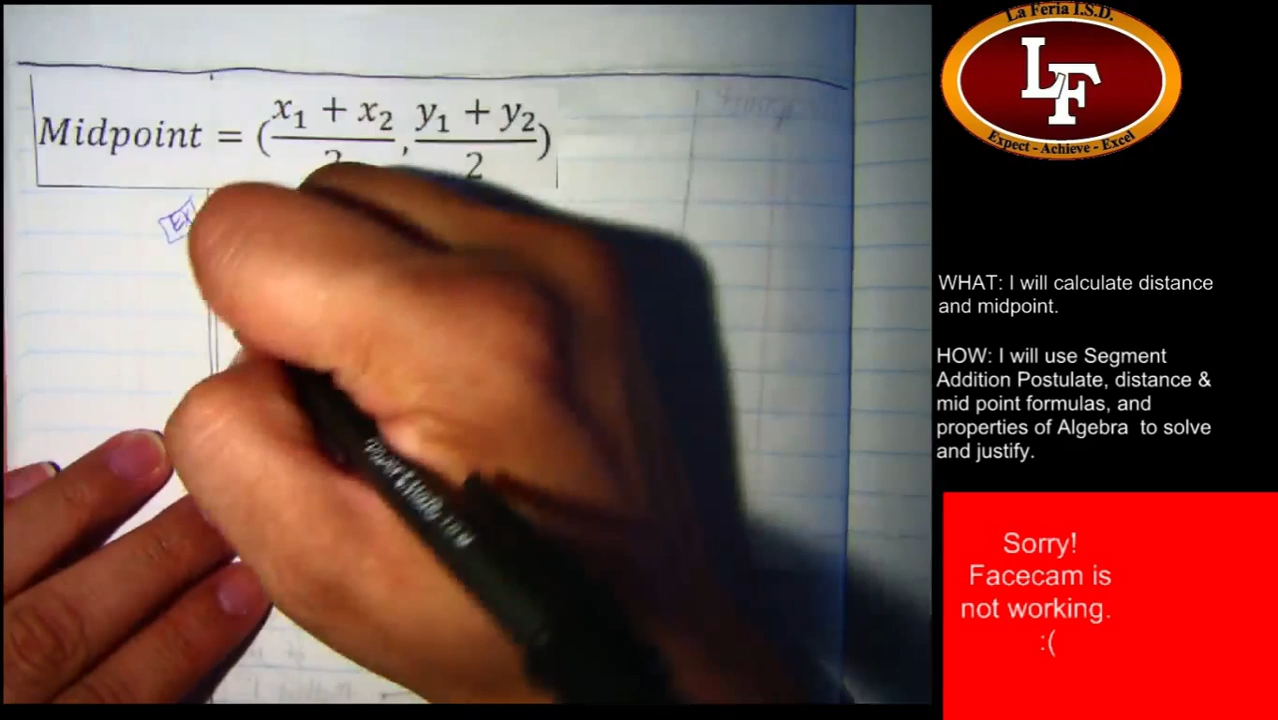 La Feria I.S.D.
LF
Expect - Achieve - Excel
Midpoint = (x₁ + x₂/2, y₁ + y₂/2)
EX
WHAT: I will calculate distance
and midpoint.
HOW: I will use Segment
Addition Postulate, distance &
mid point formulas, and
properties of Algebra to solve
and justify.
Sorry!
Facecam is
not working.
:(